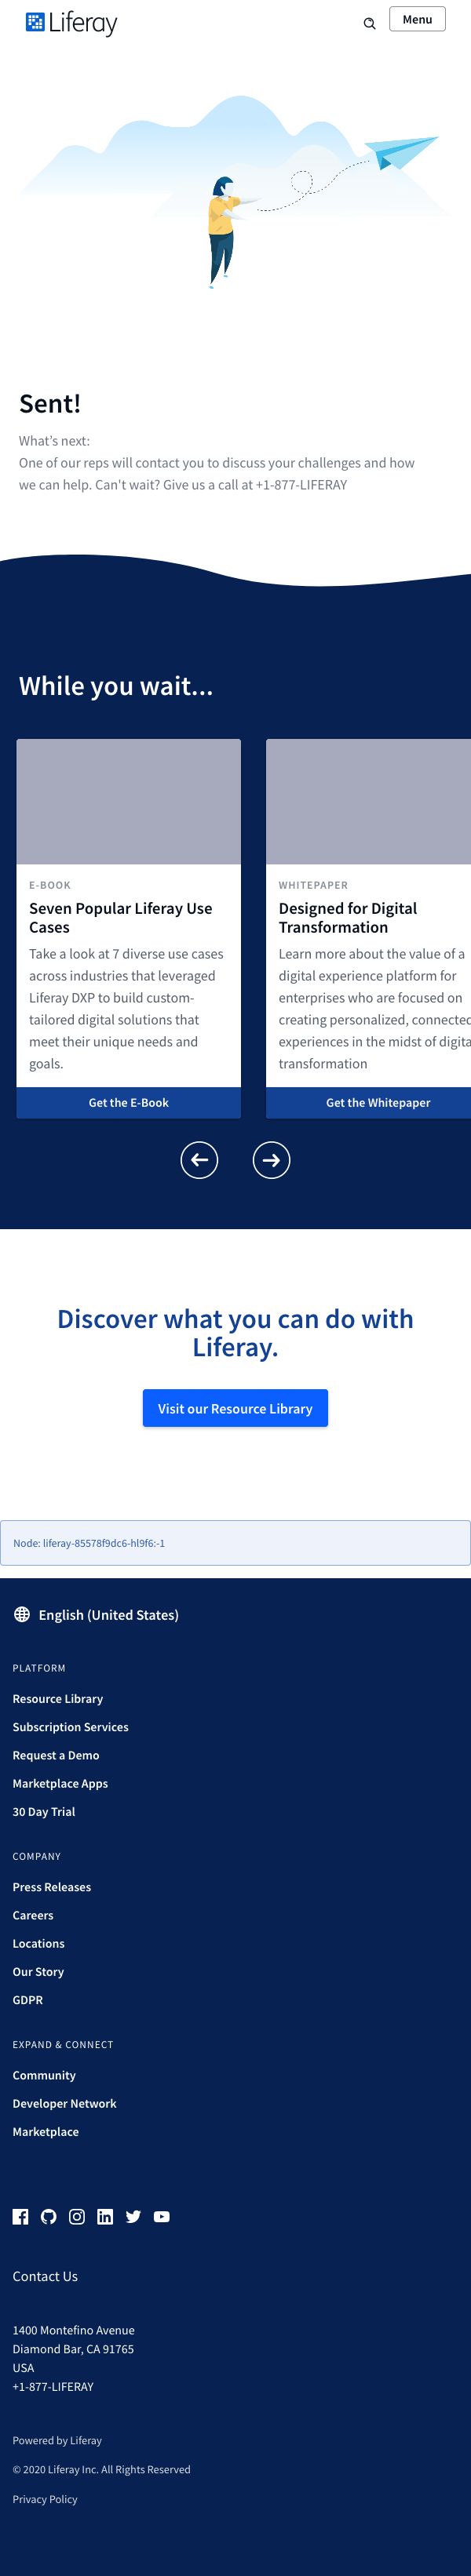 Liferay
Menu
Sent!
What's next:
One of our reps will contact you to discuss your challenges and how
we can help. Can't wait? Give us a call at +1-877-LIFERAY
While you wait...
E-BOOK
Seven Popular Liferay Use
Cases
Take a look at 7 diverse use cases
across industries that leveraged
Liferay DXP to build custom-
tailored digital solutions that
meet their unique needs and
goals.
Get the E-Book
WHITEPAPER
Designed for Digital
Transformation
Learn more about the value of a
digital experience platform for
enterprises who are focused on
creating personalized, connected
experiences in the midst of digita
transformation
Get the Whitepaper
Discover what you can do with
Liferay.
Visit our Resource Library
Node: liferay-85578f9dc6-hl9f6:-1
English (United States)
PLATFORM
Resource Library
Subscription Services
Request a Demo
Marketplace Apps
30 Day Trial
COMPANY
Press Releases
Careers
Locations
Our Story
GDPR
EXPAND & CONNECT
Community
Developer Network
Marketplace
Contact Us
1400 Montefino Avenue
Diamond Bar, CA 91765
USA
+1-877-LIFERAY
Powered by Liferay
© 2020 Liferay Inc. All Rights Reserved
Privacy Policy